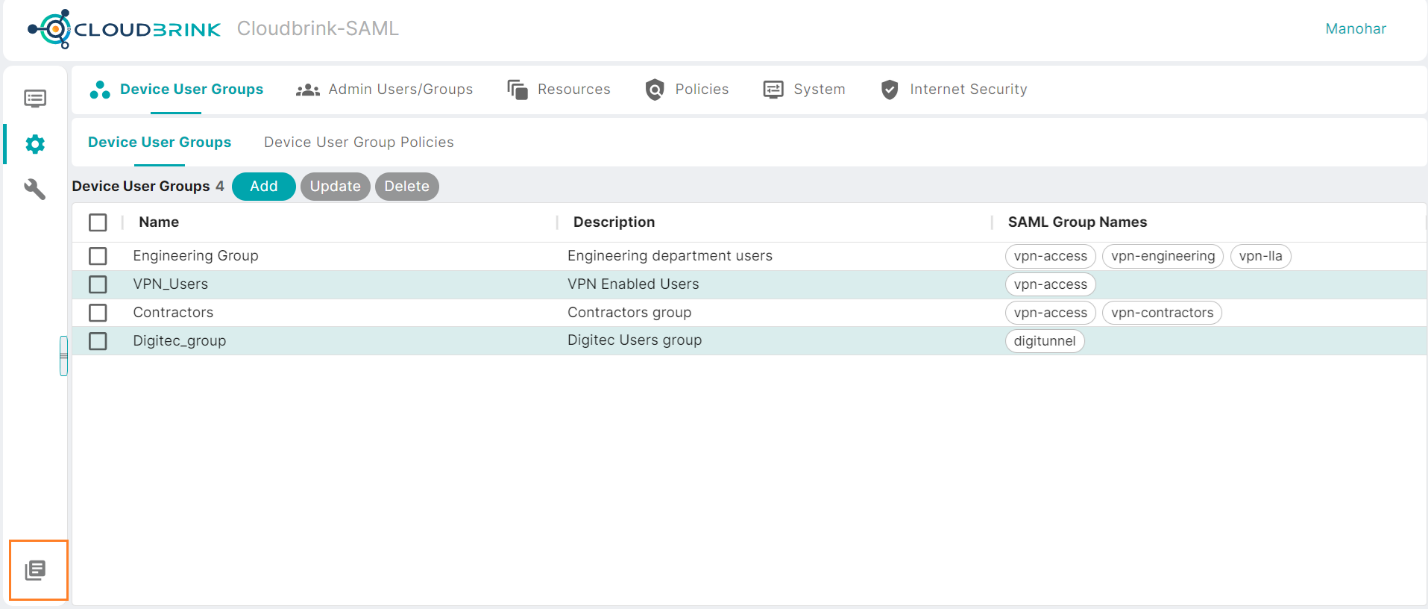 CLOUDBRINK Cloudbrink-SAML Manohar
Device User Groups Admin Users/Groups Resources Policies System Internet Security
Device User Groups Device User Group Policies
Device User Groups 4 Add Update Delete
Name Description SAML Group Names
Engineering Group Engineering department users vpn-access vpn-engineering vpn-lla
VPN_Users VPN Enabled Users vpn-access
Contractors Contractors group vpn-access vpn-contractors
Digitec_group Digitec Users group digitunnel